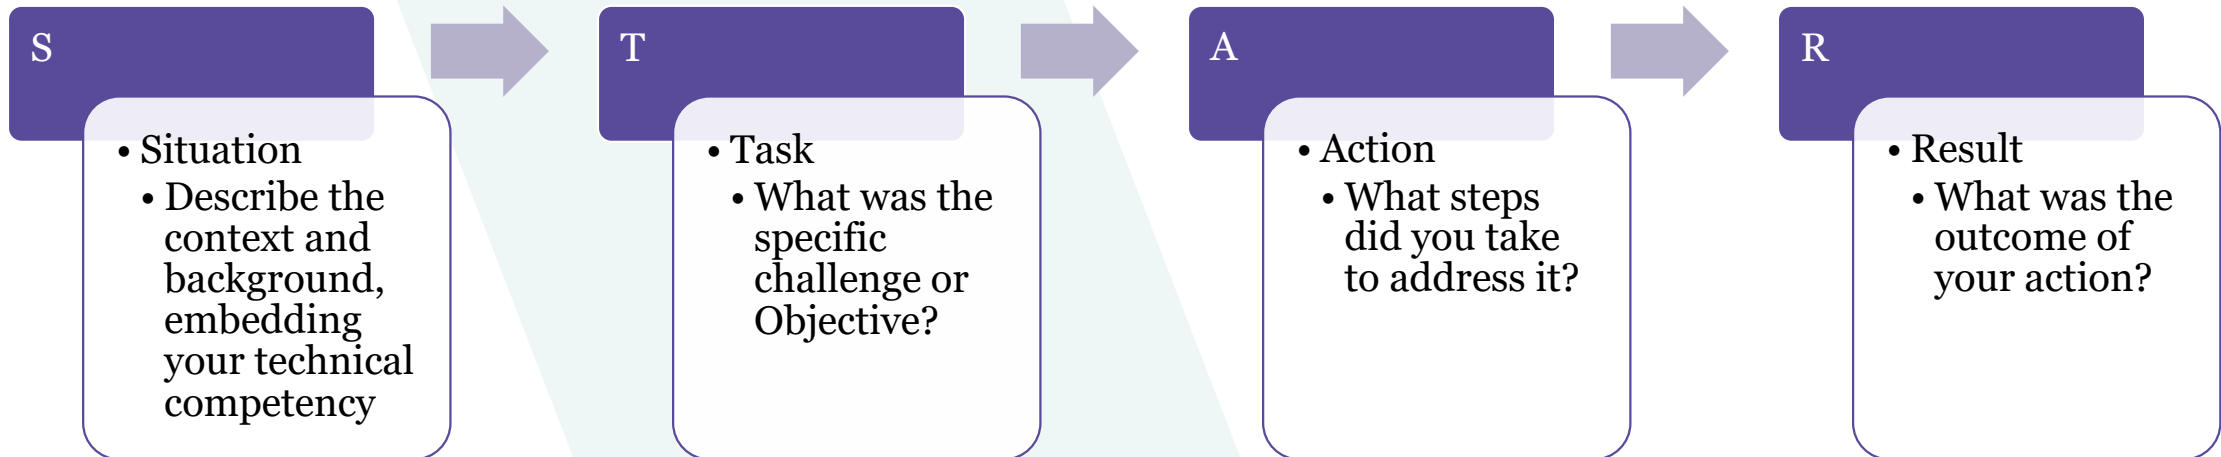 S
• Situation
• Describe the
context and
background,
embedding
your technical
competency
T
• Task
• What was the
specific
challenge or
Objective?
A
• Action
• What steps
did you take
to address it?
R
• Result
• What was the
outcome of
your action?